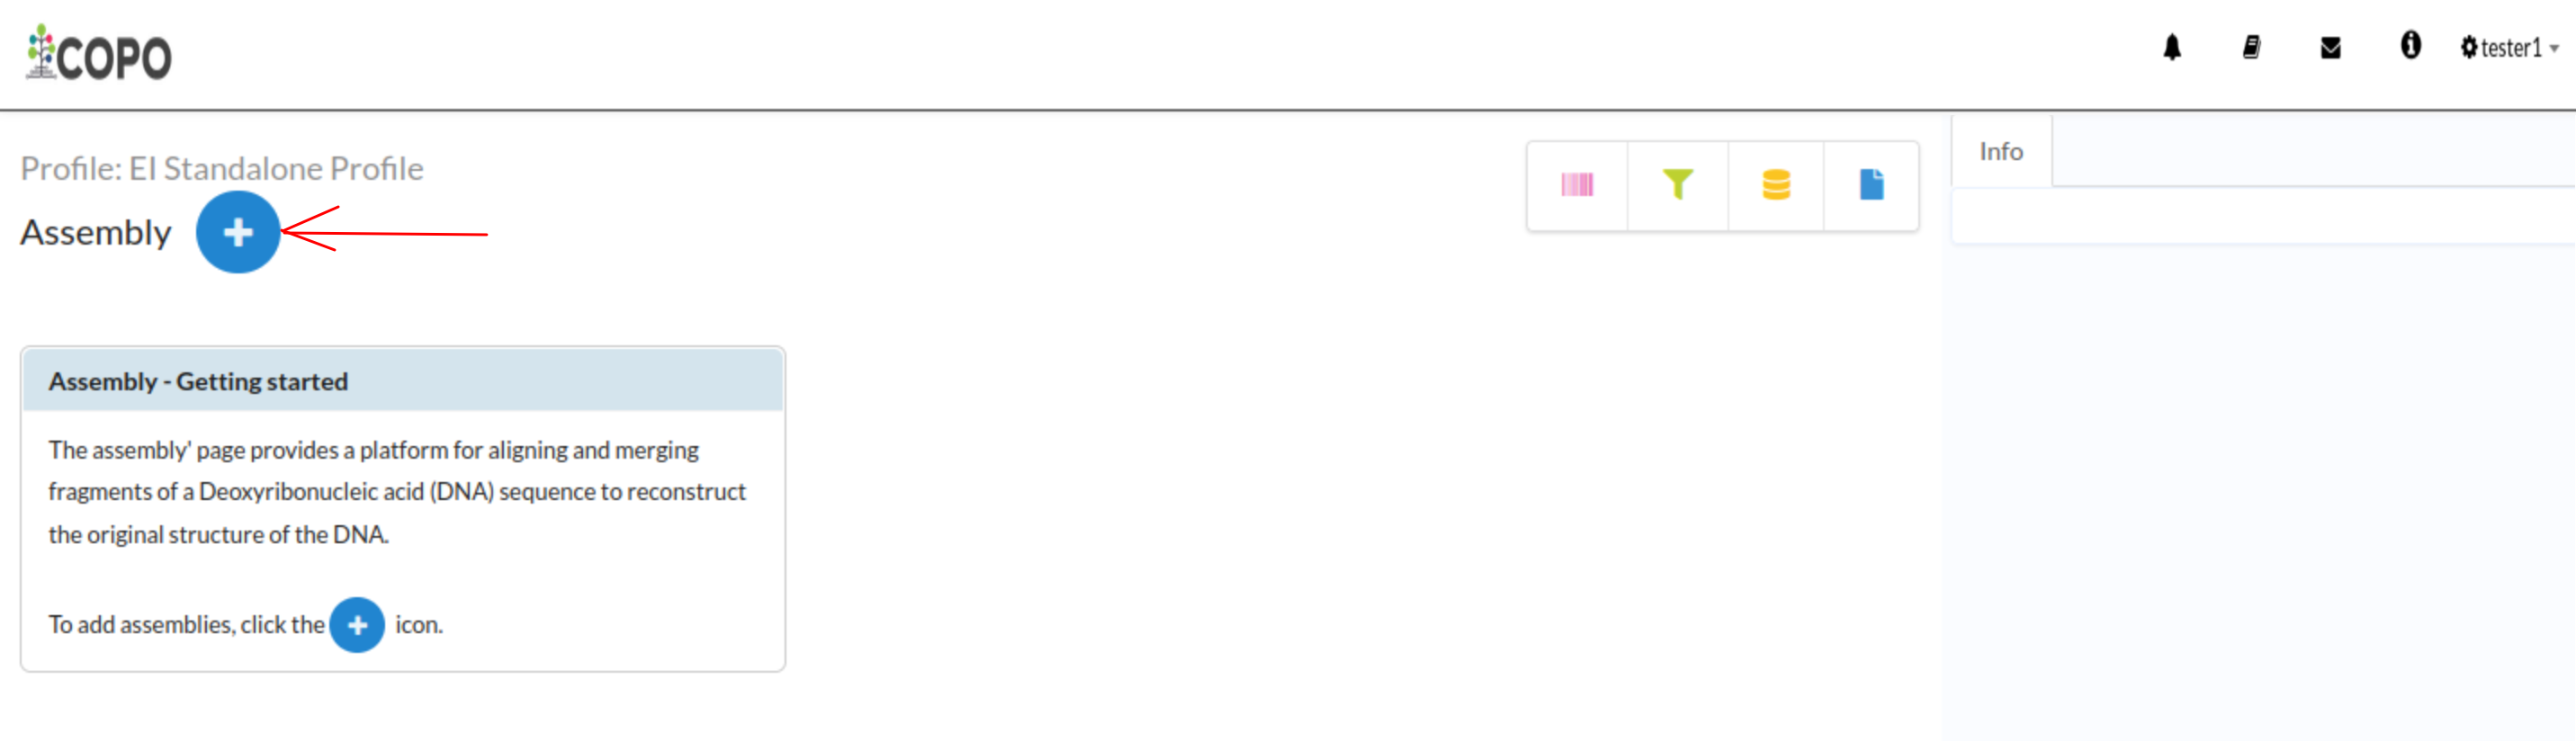 COPO
tester1
Profile: EI Standalone Profile
Info
Assembly
Assembly - Getting started
The assembly' page provides a platform for aligning and merging
fragments of a Deoxyribonucleic acid (DNA) sequence to reconstruct
the original structure of the DNA.
To add assemblies, click the icon.